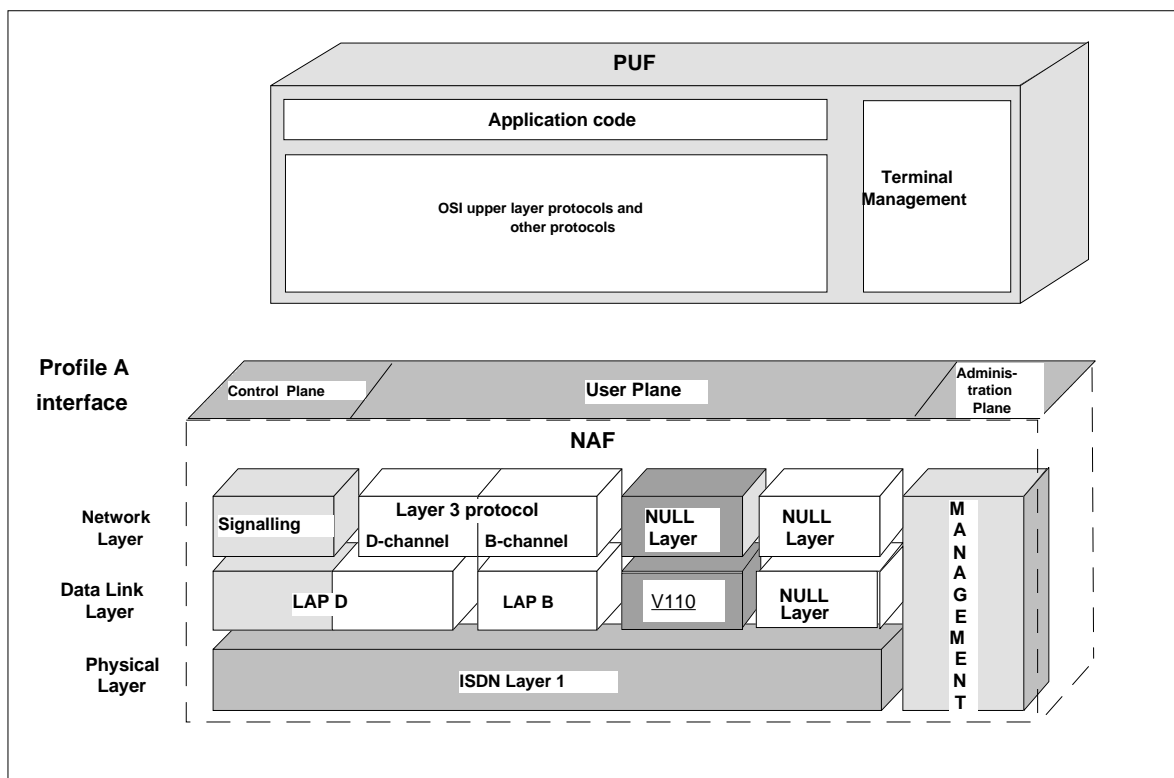 PUF
Application code
OSI upper layer protocols and
other protocols
Terminal
Management
Profile A
interface
Control Plane
User Plane
Adminis-
tration
Plane
NAF
Network
Layer
Signalling
Layer 3 protocol
D-channel
B-channel
NULL
Layer
NULL
Layer
Data Link
Layer
LAP D
LAP B
V110
NULL
Layer
Physical
Layer
ISDN Layer 1
MANAGEMENT